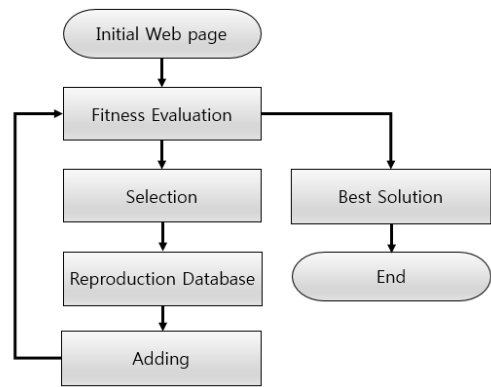 Initial Web page
Fitness Evaluation
Selection
Best Solution
Reproduction Database
End
Adding